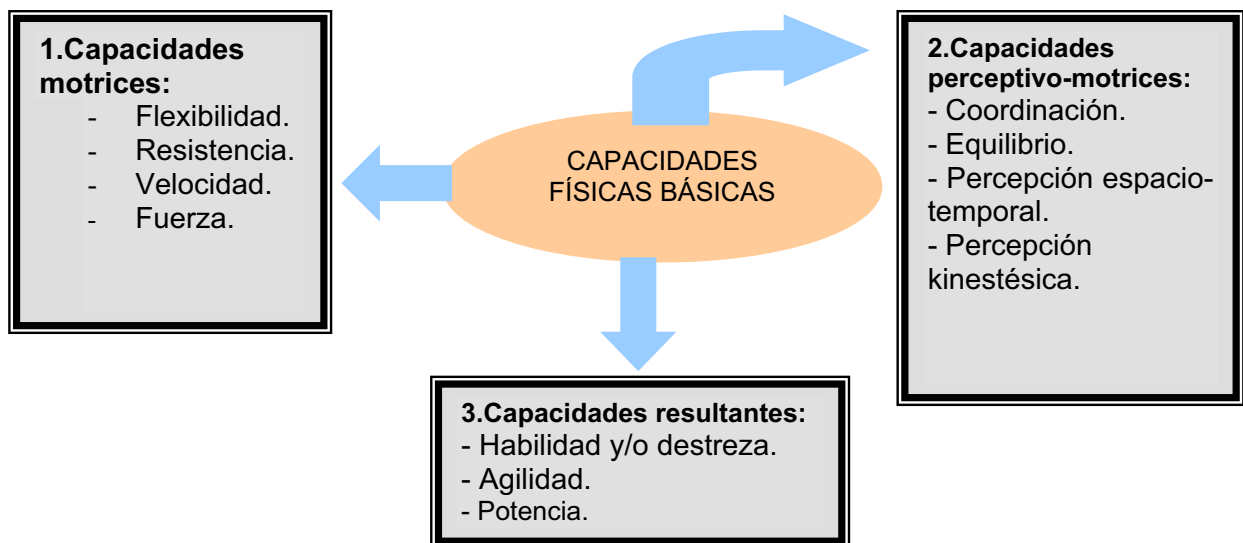 1.Capacidades
motrices:
- Flexibilidad.
- Resistencia.
- Velocidad.
- Fuerza.
CAPACIDADES
FÍSICAS BÁSICAS
2.Capacidades
perceptivo-motrices:
- Coordinación.
- Equilibrio.
- Percepción espacio-
temporal.
- Percepción
kinestésica.
3.Capacidades resultantes:
- Habilidad y/o destreza.
- Agilidad.
- Potencia.